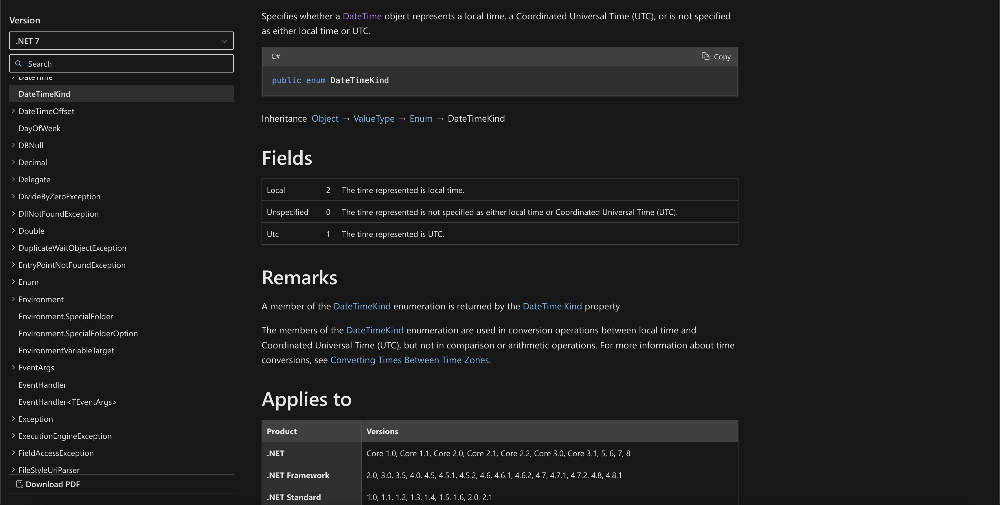 Version
.NET 7
Search
DateTime
DateTimeKind
DateTimeOffset
DayOfWeek
DBNull
Decimal
Delegate
DivideByZeroException
DllNotFoundException
Double
DuplicateWaitObjectException
EntryPointNotFoundException
Enum
Environment
Environment.SpecialFolder
Environment.SpecialFolderOption
EnvironmentVariableTarget
EventArgs
EventHandler
EventHandler<TEventArgs>
Exception
ExecutionEngineException
FieldAccessException
FileStyleUriParser
Download PDF
Specifies whether a DateTime object represents a local time, a Coordinated Universal Time (UTC), or is not specified
as either local time or UTC.
C# Copy
public enum DateTimeKind
Inheritance Object → ValueType → Enum → DateTimeKind
Fields
Local 2 The time represented is local time.
Unspecified 0 The time represented is not specified as either local time or Coordinated Universal Time (UTC).
Utc 1 The time represented is UTC.
Remarks
A member of the DateTimeKind enumeration is returned by the DateTime.Kind property.
The members of the DateTimeKind enumeration are used in conversion operations between local time and
Coordinated Universal Time (UTC), but not in comparison or arithmetic operations. For more information about time
conversions, see Converting Times Between Time Zones.
Applies to
Product Versions
.NET Core 1.0, Core 1.1, Core 2.0, Core 2.1, Core 2.2, Core 3.0, Core 3.1, 5, 6, 7, 8
.NET Framework 2.0, 3.0, 3.5, 4.0, 4.5, 4.5.1, 4.5.2, 4.6, 4.6.1, 4.6.2, 4.7, 4.7.1, 4.7.2, 4.8, 4.8.1
.NET Standard 1.0, 1.1, 1.2, 1.3, 1.4, 1.5, 1.6, 2.0, 2.1